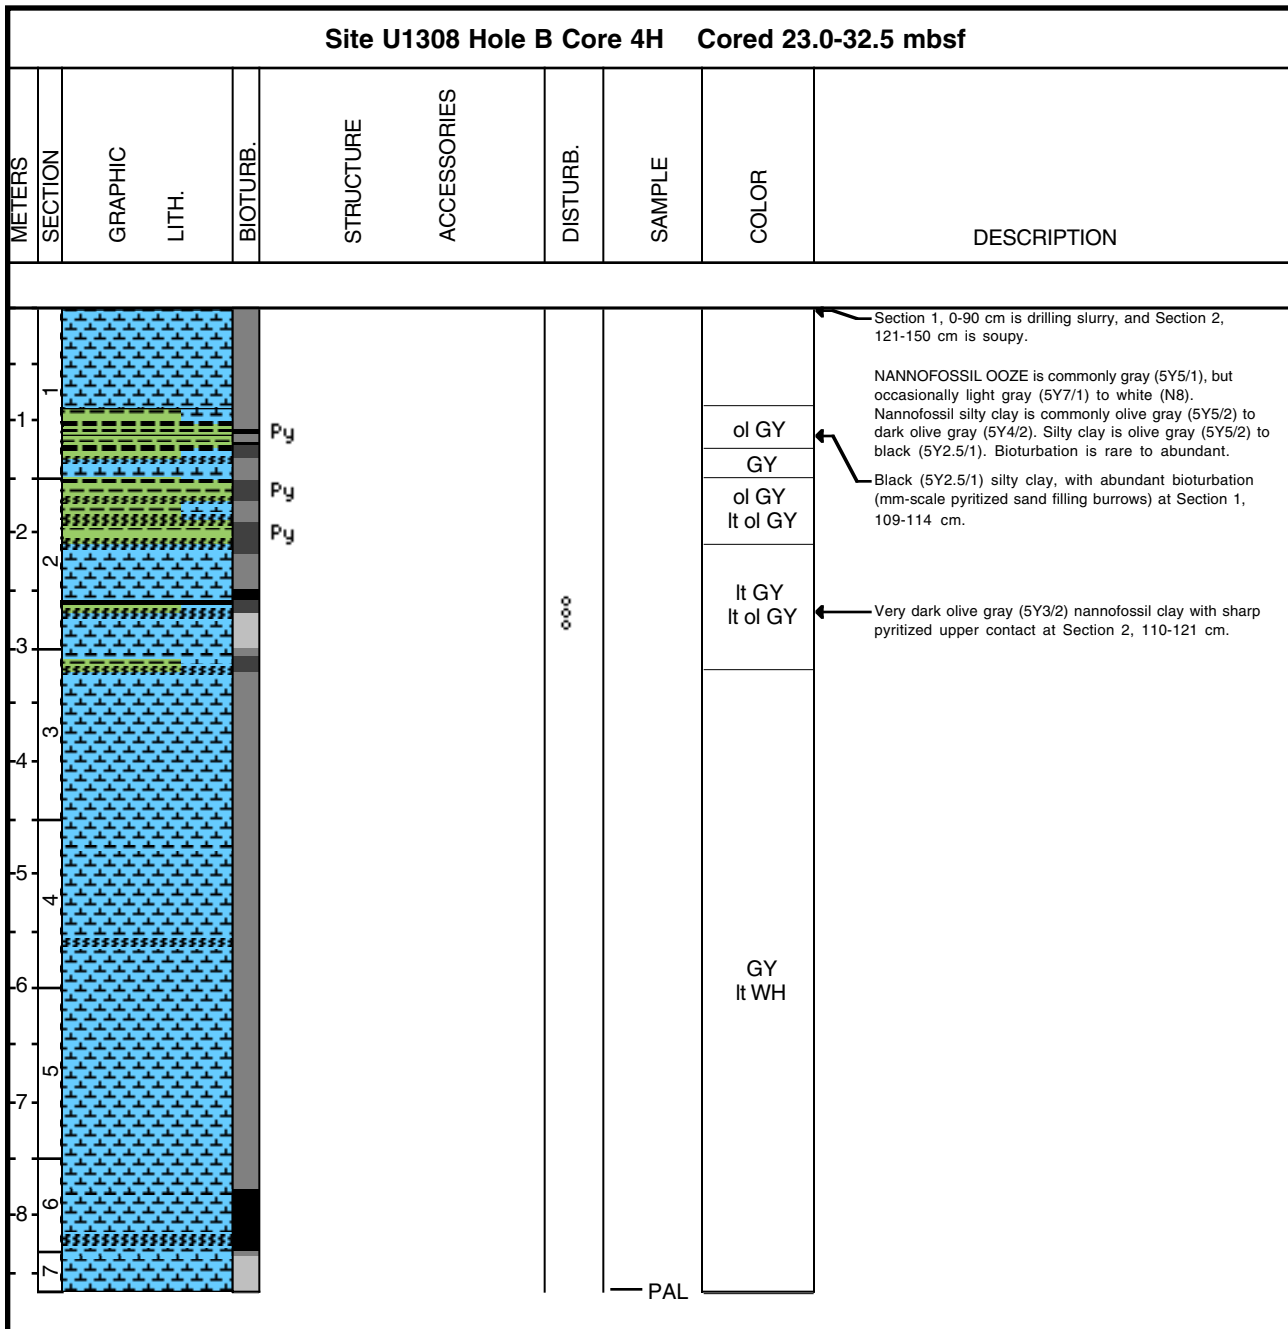 Site U1308 Hole B Core 4H Cored 23.0-32.5 mbsf
METERS
SECTION
GRAPHIC
LITH.
BIOTURB.
STRUCTURE
ACCESSORIES
DISTURB.
SAMPLE
COLOR
DESCRIPTION
Section 1, 0-90 cm is drilling slurry, and Section 2,
121-150 cm is soupy.
NANNOFOSSIL OOZE is commonly gray (5Y5/1), but
occasionally light gray (5Y7/1) to white (N8).
Nannofossil silty clay is commonly olive gray (5Y5/2) to
dark olive gray (5Y4/2). Silty clay is olive gray (5Y5/2) to
black (5Y2.5/1). Bioturbation is rare to abundant.
Black (5Y2.5/1) silty clay, with abundant bioturbation
(mm-scale pyritized sand filling burrows) at Section 1,
109-114 cm.
Very dark olive gray (5Y3/2) nannofossil clay with sharp
pyritized upper contact at Section 2, 110-121 cm.
1
2
3
4
5
6
7
8
1
2
3
4
5
6
7
Py
Py
Py
ol GY
GY
ol GY
lt ol GY
lt GY
lt ol GY
GY
lt WH
PAL